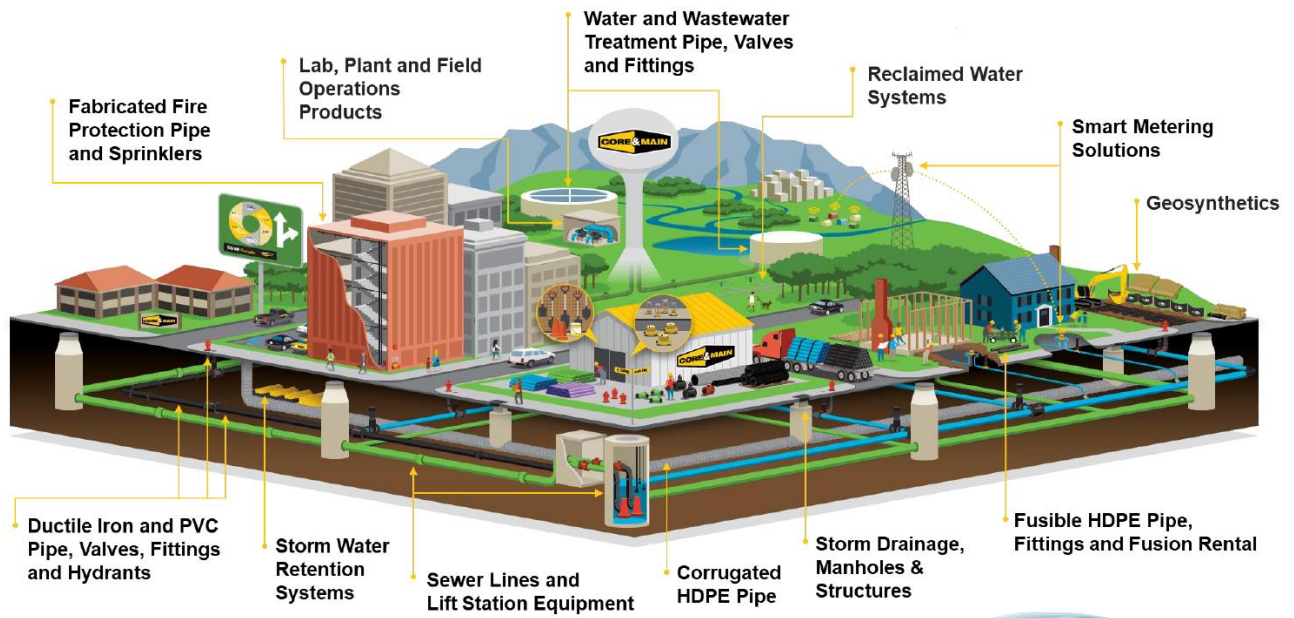 Water and Wastewater
Treatment Pipe, Valves
and Fittings
Lab, Plant and Field
Operations
Products
Reclaimed Water
Systems
Fabricated Fire
Protection Pipe
and Sprinklers
Smart Metering
Solutions
Geosynthetics
CORE & MAIN
CORE & MAIN
CORE & MAIN
Ductile Iron and PVC
Pipe, Valves, Fittings
and Hydrants
Storm Water
Retention
Systems
Sewer Lines and
Lift Station Equipment
Corrugated
HDPE Pipe
Storm Drainage,
Manholes &
Structures
Fusible HDPE Pipe,
Fittings and Fusion Rental